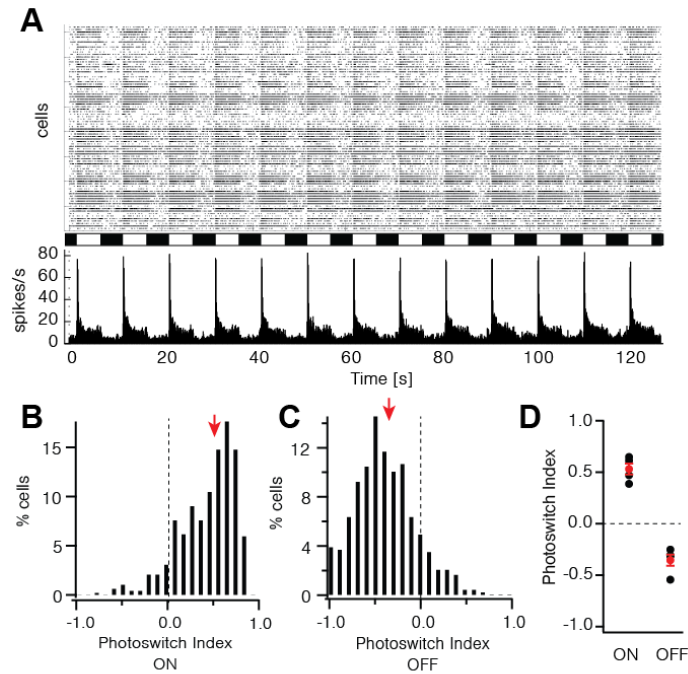 A
cells
80
60
40
20
0
spikes/s
0 20 40 60 80 100 120
Time [s]
B
15
10
5
0
% cells
-1.0 0.0 1.0
Photoswitch Index
ON
C
12
8
4
0
% cells
-1.0 0.0 1.0
Photoswitch Index
OFF
D
1.0
0.5
0.0
-0.5
-1.0
Photoswitch Index
ON OFF